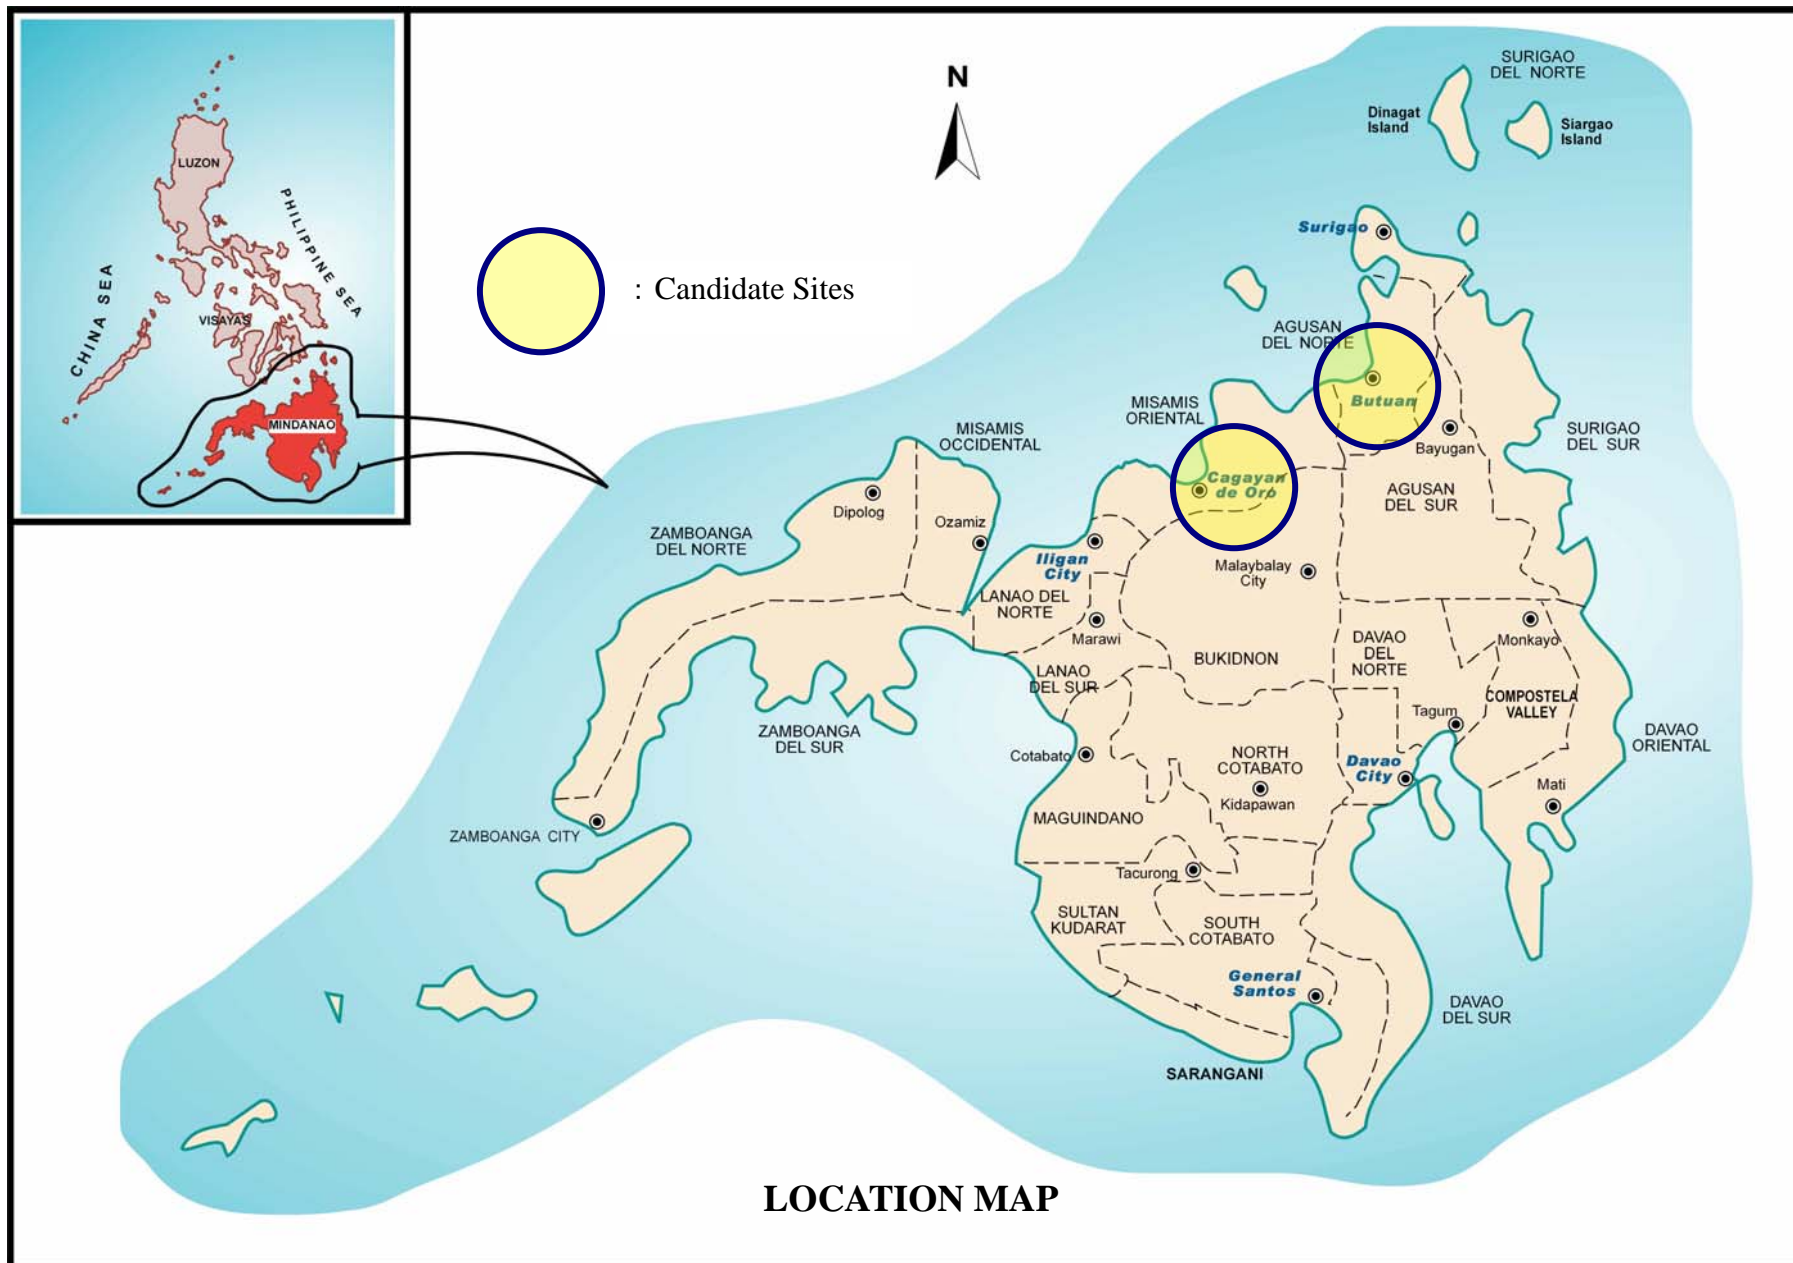 LUZON
PHILIPPINE SEA
CHINA SEA
VISAYAS
MINDANAO
N
: Candidate Sites
SURIGAO
DEL NORTE
Dinagat
Island
Siargao
Island
Surigao
AGUSAN
DEL NORTE
Butuan
MISAMIS
ORIENTAL
Bayugan
SURIGAO
DEL SUR
MISAMIS
OCCIDENTAL
Cagayan
de Oro
AGUSAN
DEL SUR
Dipolog
Ozamiz
ZAMBOANGA
DEL NORTE
Iligan
City
Malaybalay
City
LANAO DEL
NORTE
Marawi
Monkayo
DAVAO
DEL
NORTE
BUKIDNON
LANAO
DEL SUR
COMPOSTELA
VALLEY
Tagum
ZAMBOANGA
DEL SUR
DAVAO
ORIENTAL
Cotabato
NORTH
COTABATO
Davao
City
Kidapawan
Mati
MAGUINDANO
ZAMBOANGA CITY
Tacurong
SULTAN
KUDARAT
SOUTH
COTABATO
General
Santos
DAVAO
DEL SUR
SARANGANI
LOCATION MAP